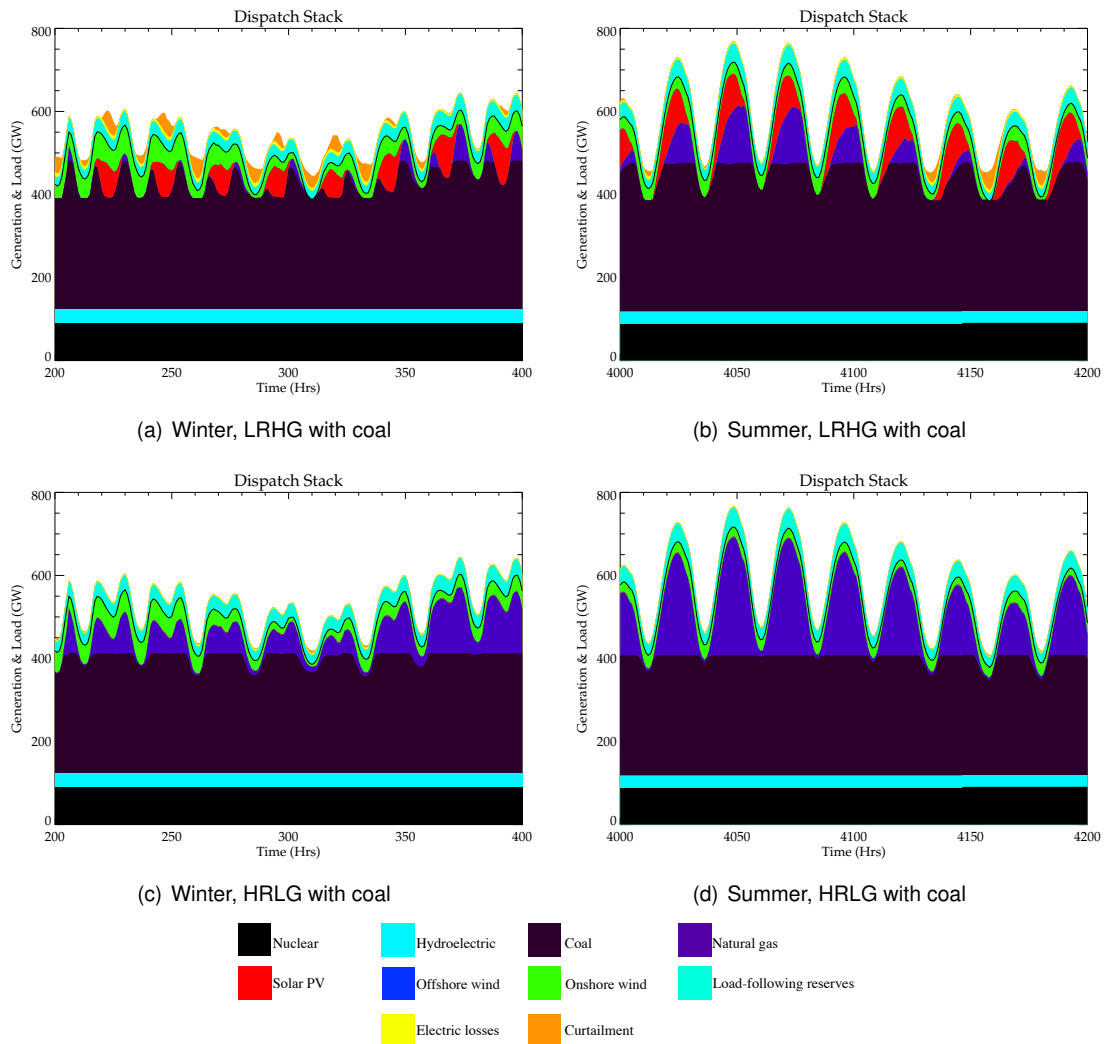 Dispatch Stack
800
600
400
200
0
Generation & Load (GW)
200 250 300 350 400
Time (Hrs)
(a) Winter, LRHG with coal
Dispatch Stack
800
600
400
200
0
Generation & Load (GW)
4000 4050 4100 4150 4200
Time (Hrs)
(b) Summer, LRHG with coal
Dispatch Stack
800
600
400
200
0
Generation & Load (GW)
200 250 300 350 400
Time (Hrs)
(c) Winter, HRLG with coal
Dispatch Stack
800
600
400
200
0
Generation & Load (GW)
4000 4050 4100 4150 4200
Time (Hrs)
(d) Summer, HRLG with coal
Nuclear Hydroelectric Coal Natural gas
Solar PV Offshore wind Onshore wind Load-following reserves
Electric losses Curtailment